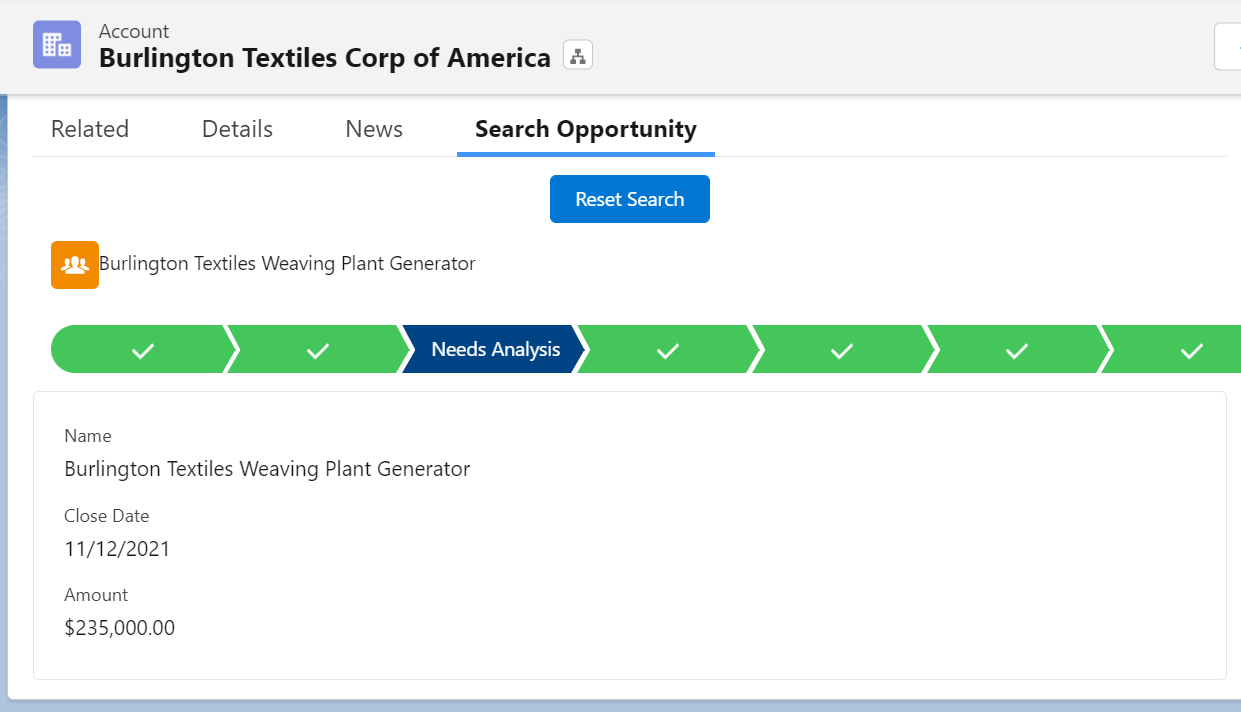 Account
Burlington Textiles Corp of America
Related Details News Search Opportunity
Reset Search
Burlington Textiles Weaving Plant Generator
Needs Analysis
Name
Burlington Textiles Weaving Plant Generator
Close Date
11/12/2021
Amount
$235,000.00